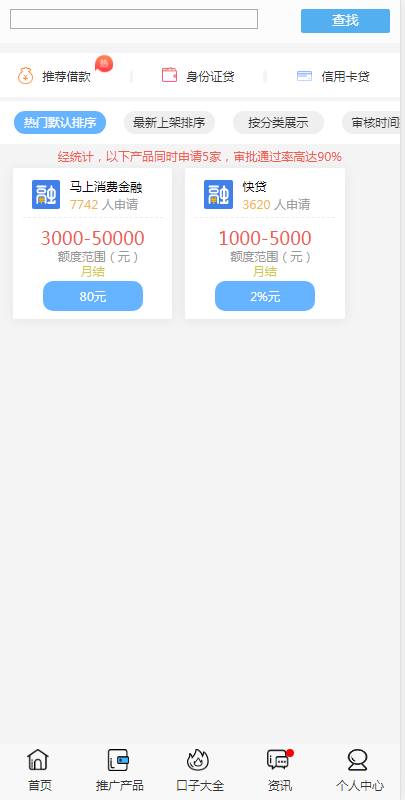 查找
推荐借款 热
身份证贷
信用卡贷
热门默认排序
最新上架排序
按分类展示
审核时间
经统计，以下产品同时申请5家，审批通过率高达90%
马上消费金融
7742 人申请
3000-50000
额度范围（元）
月结
80元
快贷
3620 人申请
1000-5000
额度范围（元）
月结
2%元
首页
推广产品
口子大全
资讯
个人中心